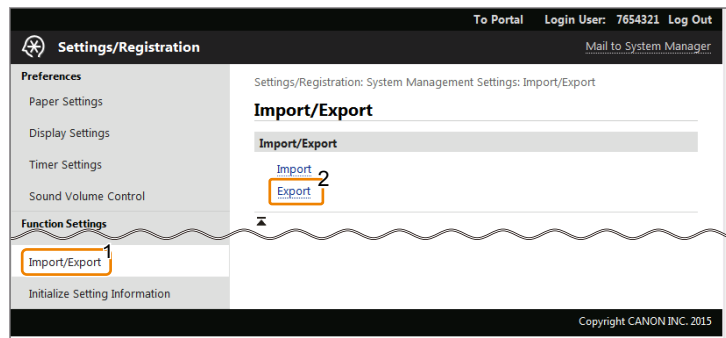 To Portal Login User: 7654321 Log Out
Settings/Registration
Mail to System Manager
Preferences
Paper Settings
Display Settings
Timer Settings
Sound Volume Control
Function Settings
Import/Export
1
Initialize Setting Information
Settings/Registration: System Management Settings: Import/Export
Import/Export
Import/Export
Import
2
Export
Copyright CANON INC. 2015